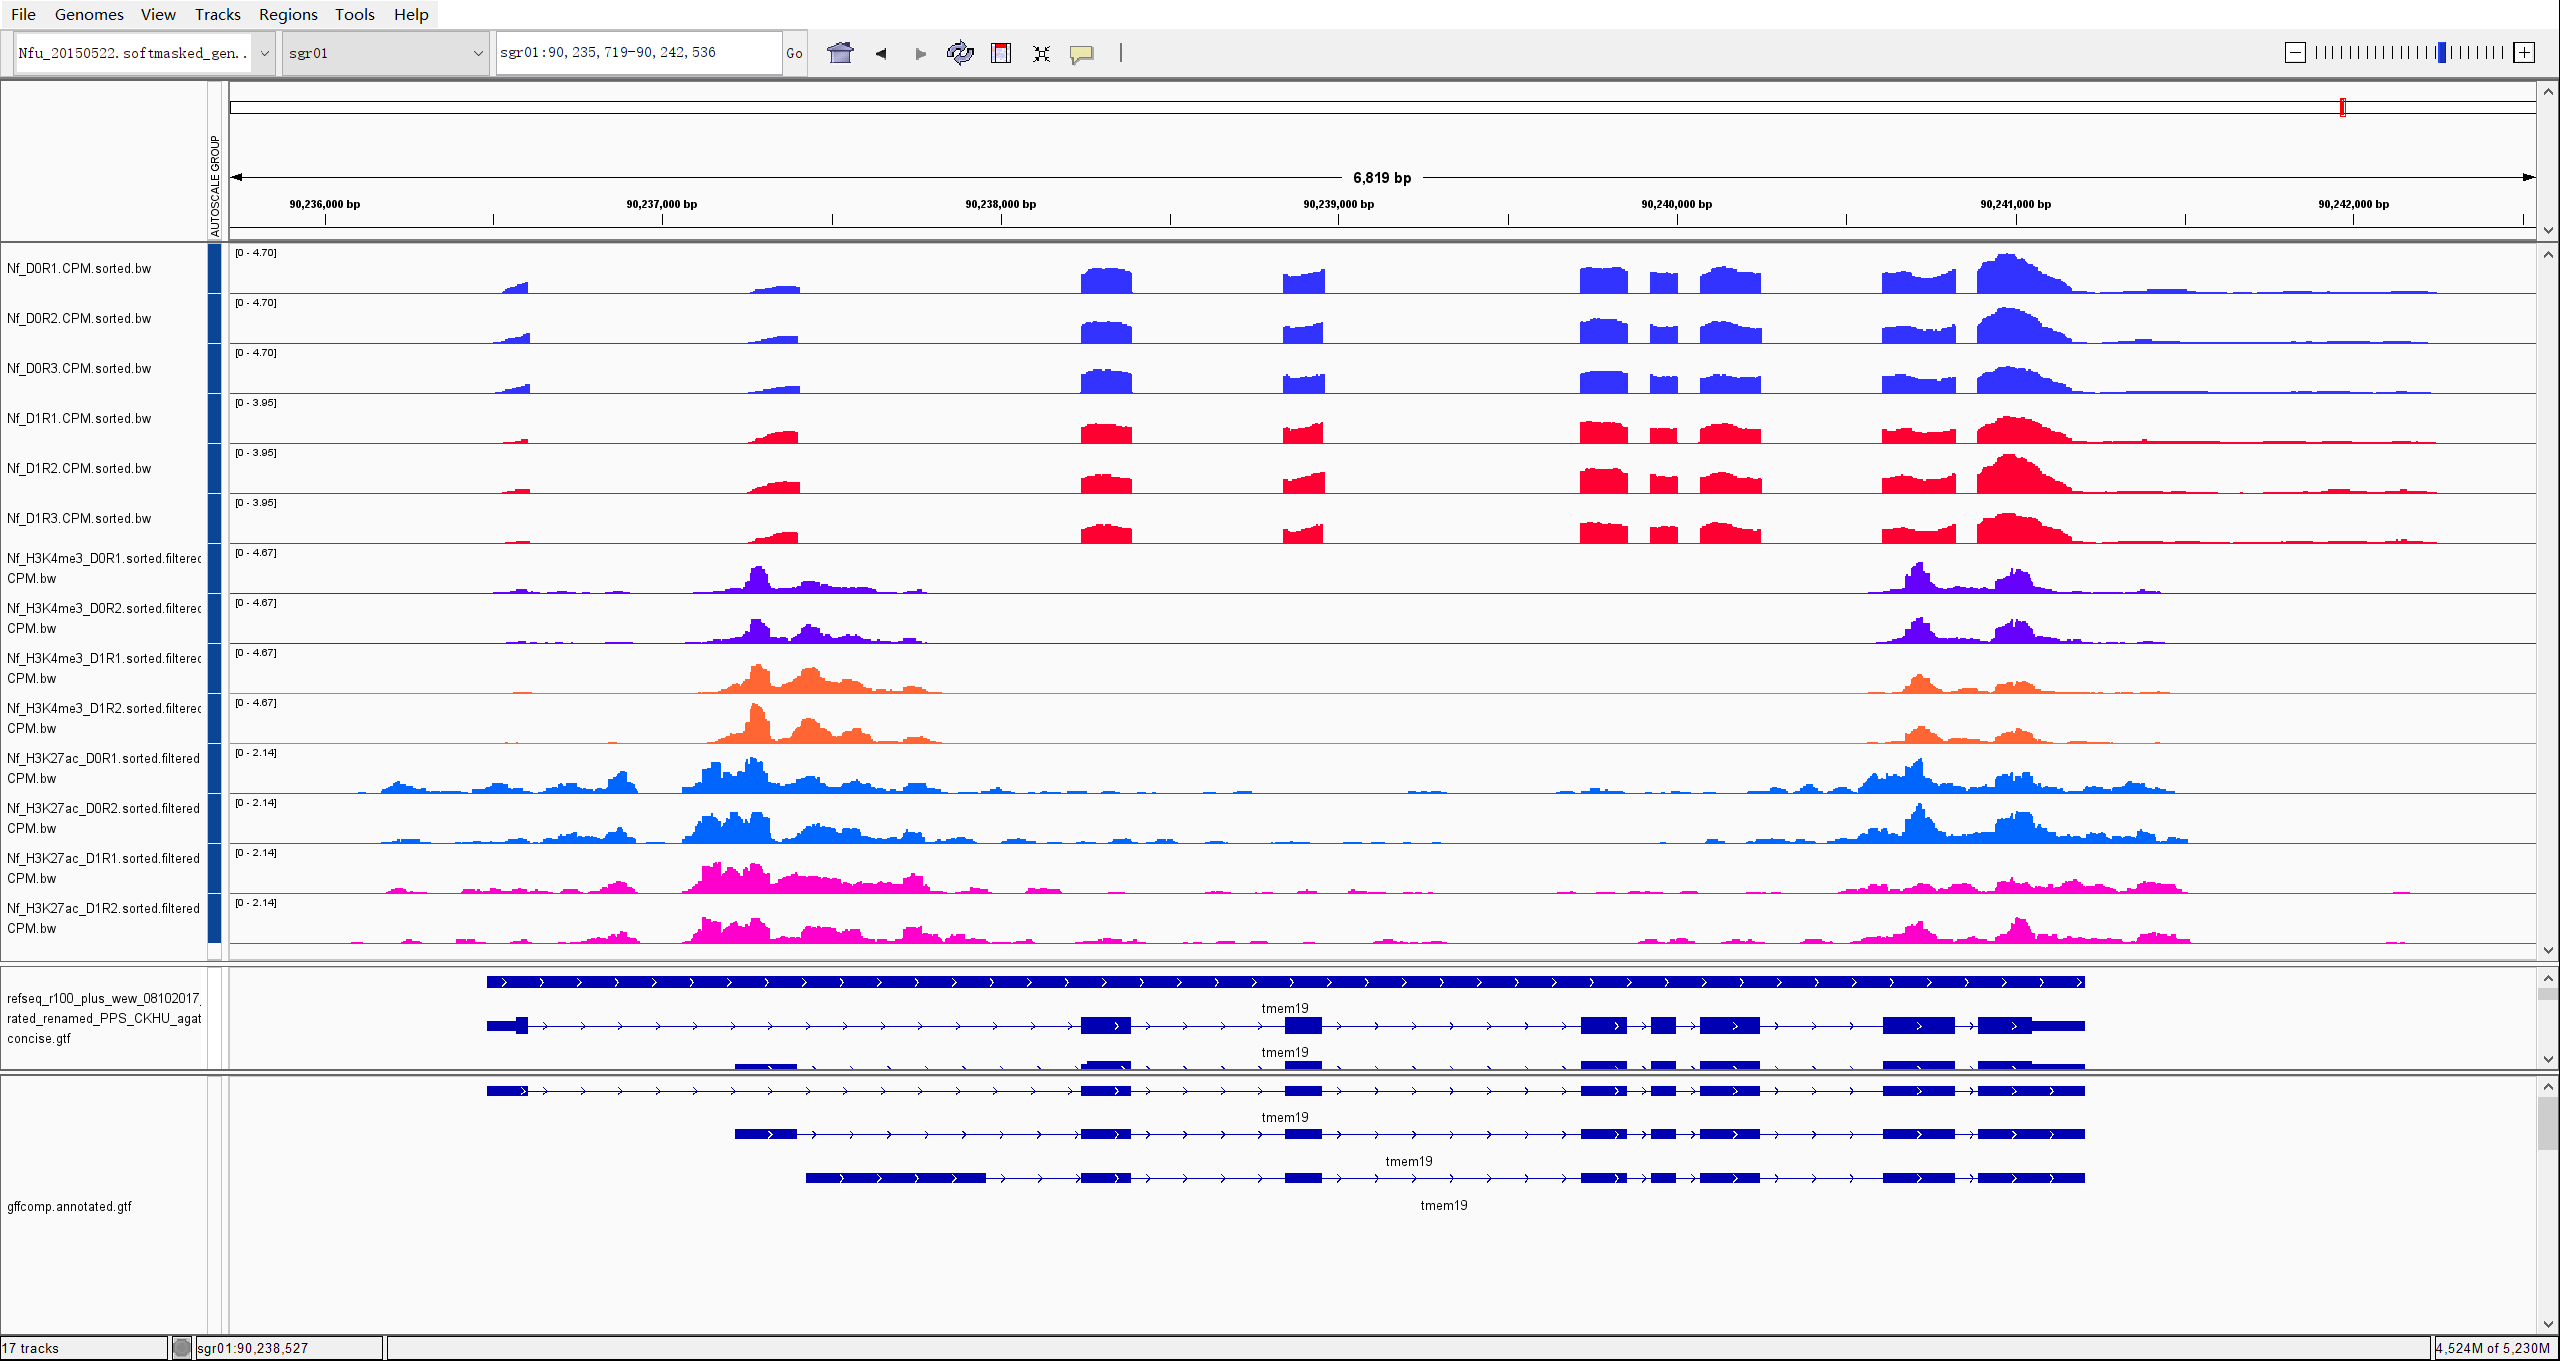 File Genomes View Tracks Regions Tools Help
Nfu_20150522.softmasked_gen.. sgr01 sgr01:90,235,719-90,242,536 Go
AUTOSCALE GROUP
6,819 bp
90,236,000 bp 90,237,000 bp 90,238,000 bp 90,239,000 bp 90,240,000 bp 90,241,000 bp 90,242,000 bp
[0 - 4.70]
Nf_D0R1.CPM.sorted.bw
[0 - 4.70]
Nf_D0R2.CPM.sorted.bw
[0 - 4.70]
Nf_D0R3.CPM.sorted.bw
[0 - 3.95]
Nf_D1R1.CPM.sorted.bw
[0 - 3.95]
Nf_D1R2.CPM.sorted.bw
[0 - 3.95]
Nf_D1R3.CPM.sorted.bw
[0 - 4.67]
Nf_H3K4me3_D0R1.sorted.filtered
CPM.bw
[0 - 4.67]
Nf_H3K4me3_D0R2.sorted.filtered
CPM.bw
[0 - 4.67]
Nf_H3K4me3_D1R1.sorted.filtered
CPM.bw
[0 - 4.67]
Nf_H3K4me3_D1R2.sorted.filtered
CPM.bw
[0 - 2.14]
Nf_H3K27ac_D0R1.sorted.filtered
CPM.bw
[0 - 2.14]
Nf_H3K27ac_D0R2.sorted.filtered
CPM.bw
[0 - 2.14]
Nf_H3K27ac_D1R1.sorted.filtered
CPM.bw
[0 - 2.14]
Nf_H3K27ac_D1R2.sorted.filtered
CPM.bw
refseq_r100_plus_wew_08102017_
rated_renamed_PPS_CKHU_agat
concise.gtf
tmem19
tmem19
tmem19
tmem19
tmem19
gffcomp.annotated.gtf
17 tracks sgr01:90,238,527 4,524M of 5,230M